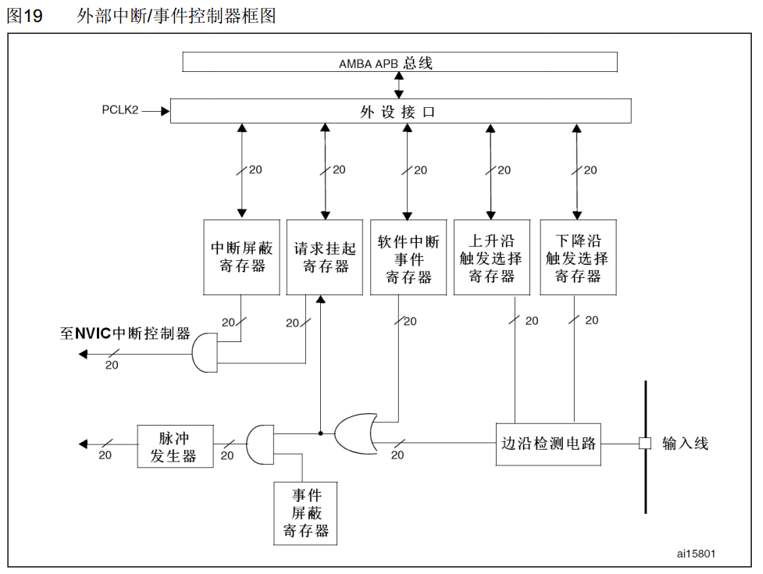 图19 外部中断/事件控制器框图
AMBA APB 总线
PCLK2
外设接口
20 20 20 20 20
中断屏蔽
寄存器
请求挂起
寄存器
软件中断
事件
寄存器
上升沿
触发选择
寄存器
下降沿
触发选择
寄存器
20 20 20 20 20
至NVIC中断控制器
20
脉冲
发生器
边沿检测电路
输入线
20 20 20
事件
屏蔽
寄存器
ai15801